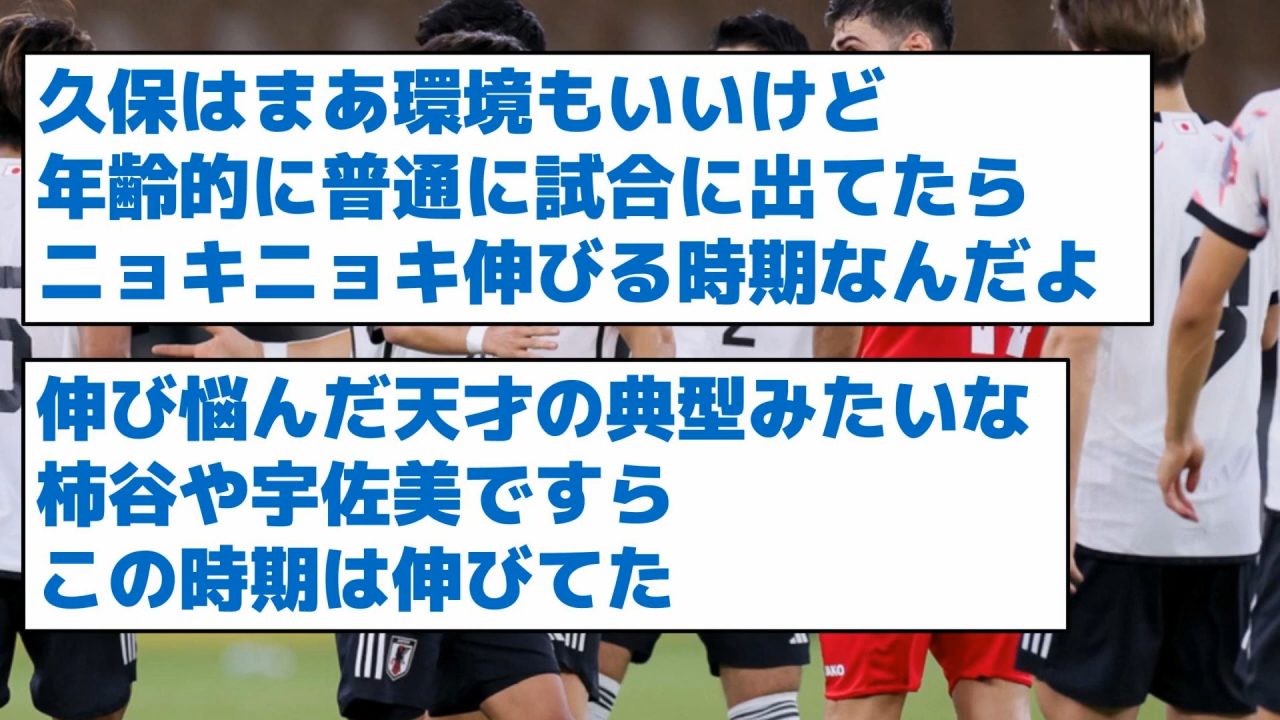 久保はまあ環境もいいけど
年齢的に普通に試合に出てたら
ニョキニョキ伸びる時期なんだよ
伸び悩んだ天才の典型みたいな
柿谷や宇佐美ですら
この時期は伸びてた
2